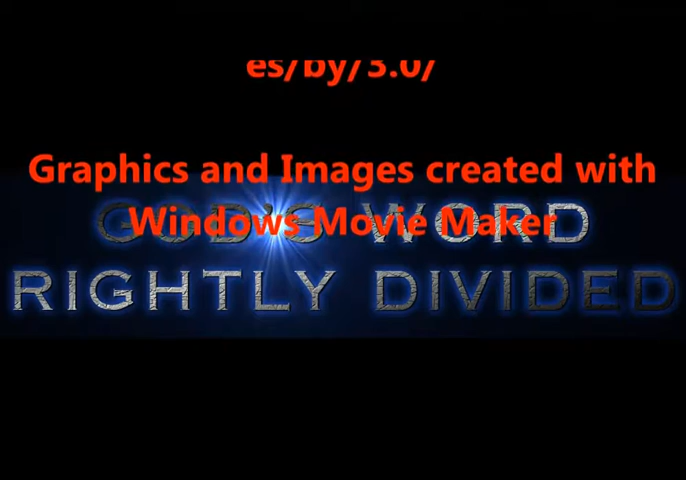 es/by/3.0/
Graphics and Images created with
Windows Movie Maker
GOD'S WORD
RIGHTLY DIVIDED